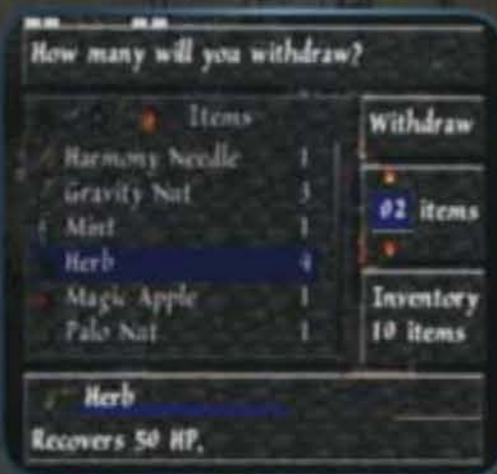 How many will you withdraw?
Items
Harmony Needle 1
Gravity Nut 3
Mint 1
Herb 4
Magic Apple 1
Palo Nut 1
Withdraw
02 items
Inventory
10 items
Herb
Recovers 50 HP.